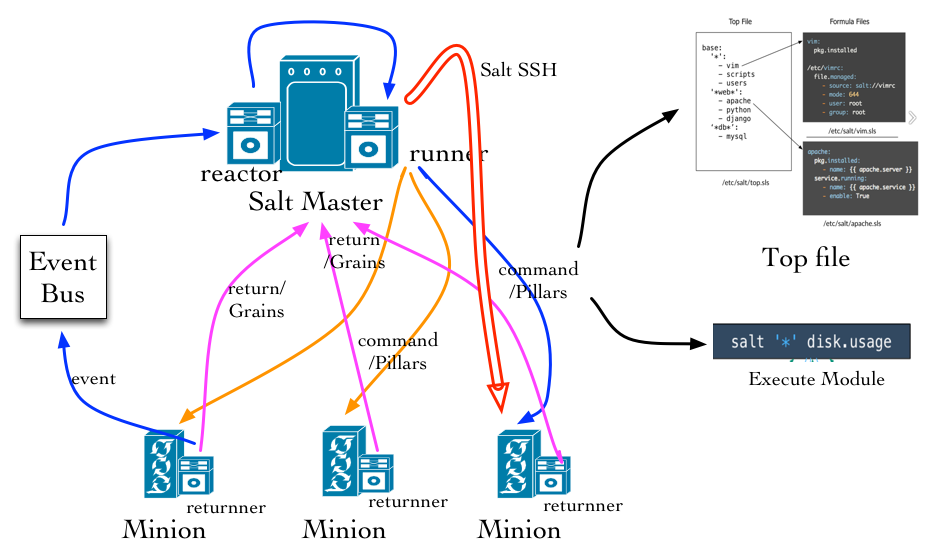 Salt SSH
reactor
runner
Salt Master
Event
Bus
event
return/
Grains
return
/Grains
command
/Pillars
command
/Pillars
returnner
Minion
returnner
Minion
returnner
Minion
Top File
base:
'*':
- vim
- scripts
- users
'*web*':
- apache
- python
- django
'*db*':
- mysql
/etc/salt/top.sls
Formula Files
vim:
pkg.installed
/etc/vimrc:
file.managed:
- source: salt://vimrc
- mode: 644
- user: root
- group: root
/etc/salt/vim.sls
apache:
pkg.installed:
- name: {{ apache.server }}
service.running:
- name: {{ apache.service }}
- enable: True
/etc/salt/apache.sls
Top file
salt '*' disk.usage
Execute Module